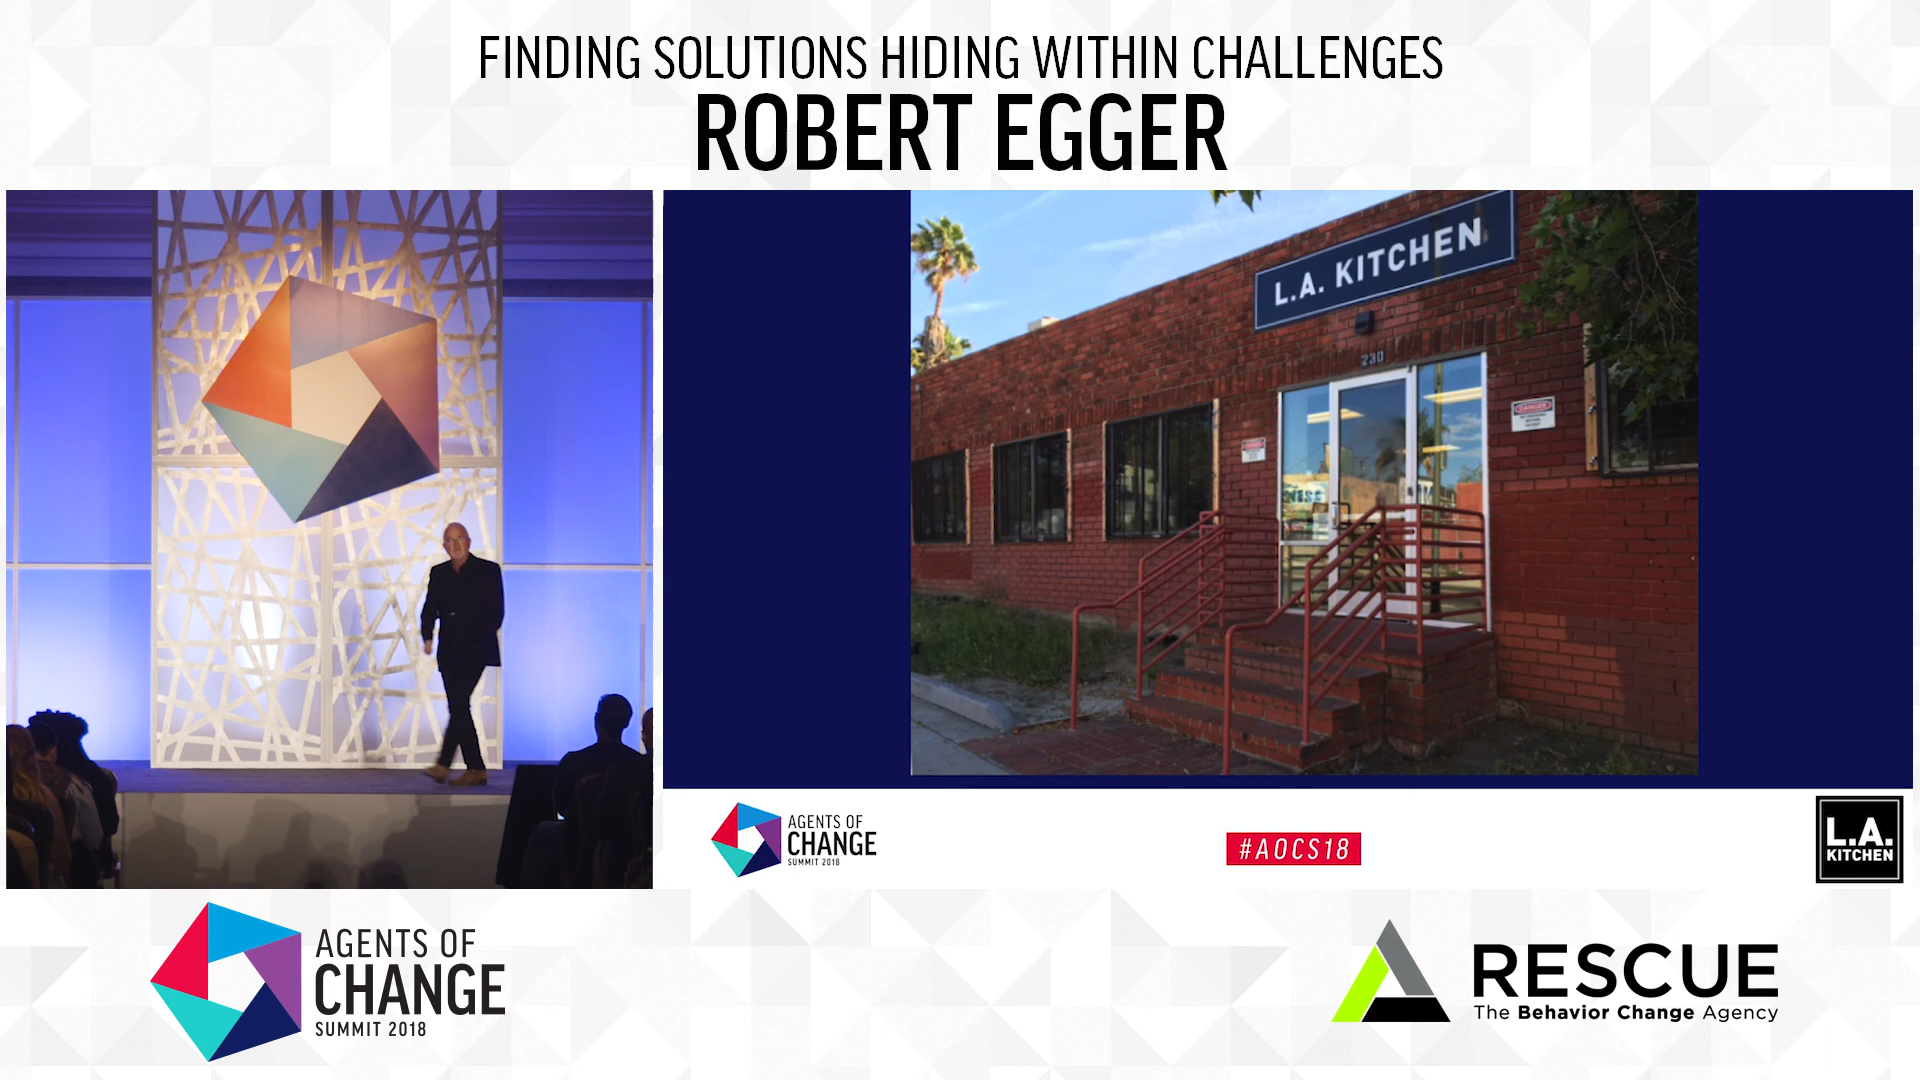 FINDING SOLUTIONS HIDING WITHIN CHALLENGES
ROBERT EGGER
L.A. KITCHEN
230
DANGER
AGENTS OF
CHANGE
SUMMIT 2018
#AOCS18
L.A.
KITCHEN
AGENTS OF
CHANGE
SUMMIT 2018
RESCUE
The Behavior Change Agency